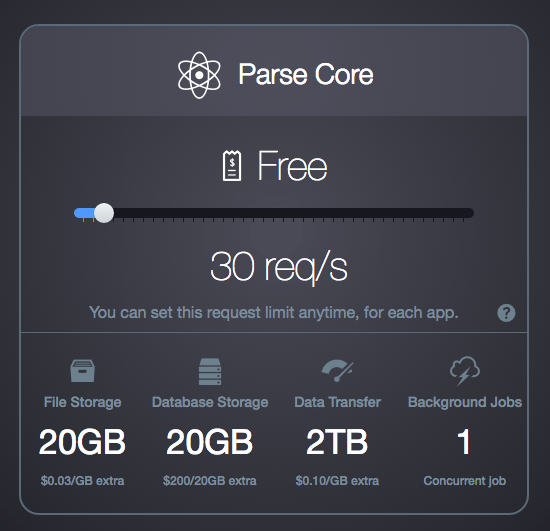 Parse Core
$ Free
30 req/s
You can set this request limit anytime, for each app. ?
File Storage Database Storage Data Transfer Background Jobs
20GB 20GB 2TB 1
$0.03/GB extra $200/20GB extra $0.10/GB extra Concurrent job